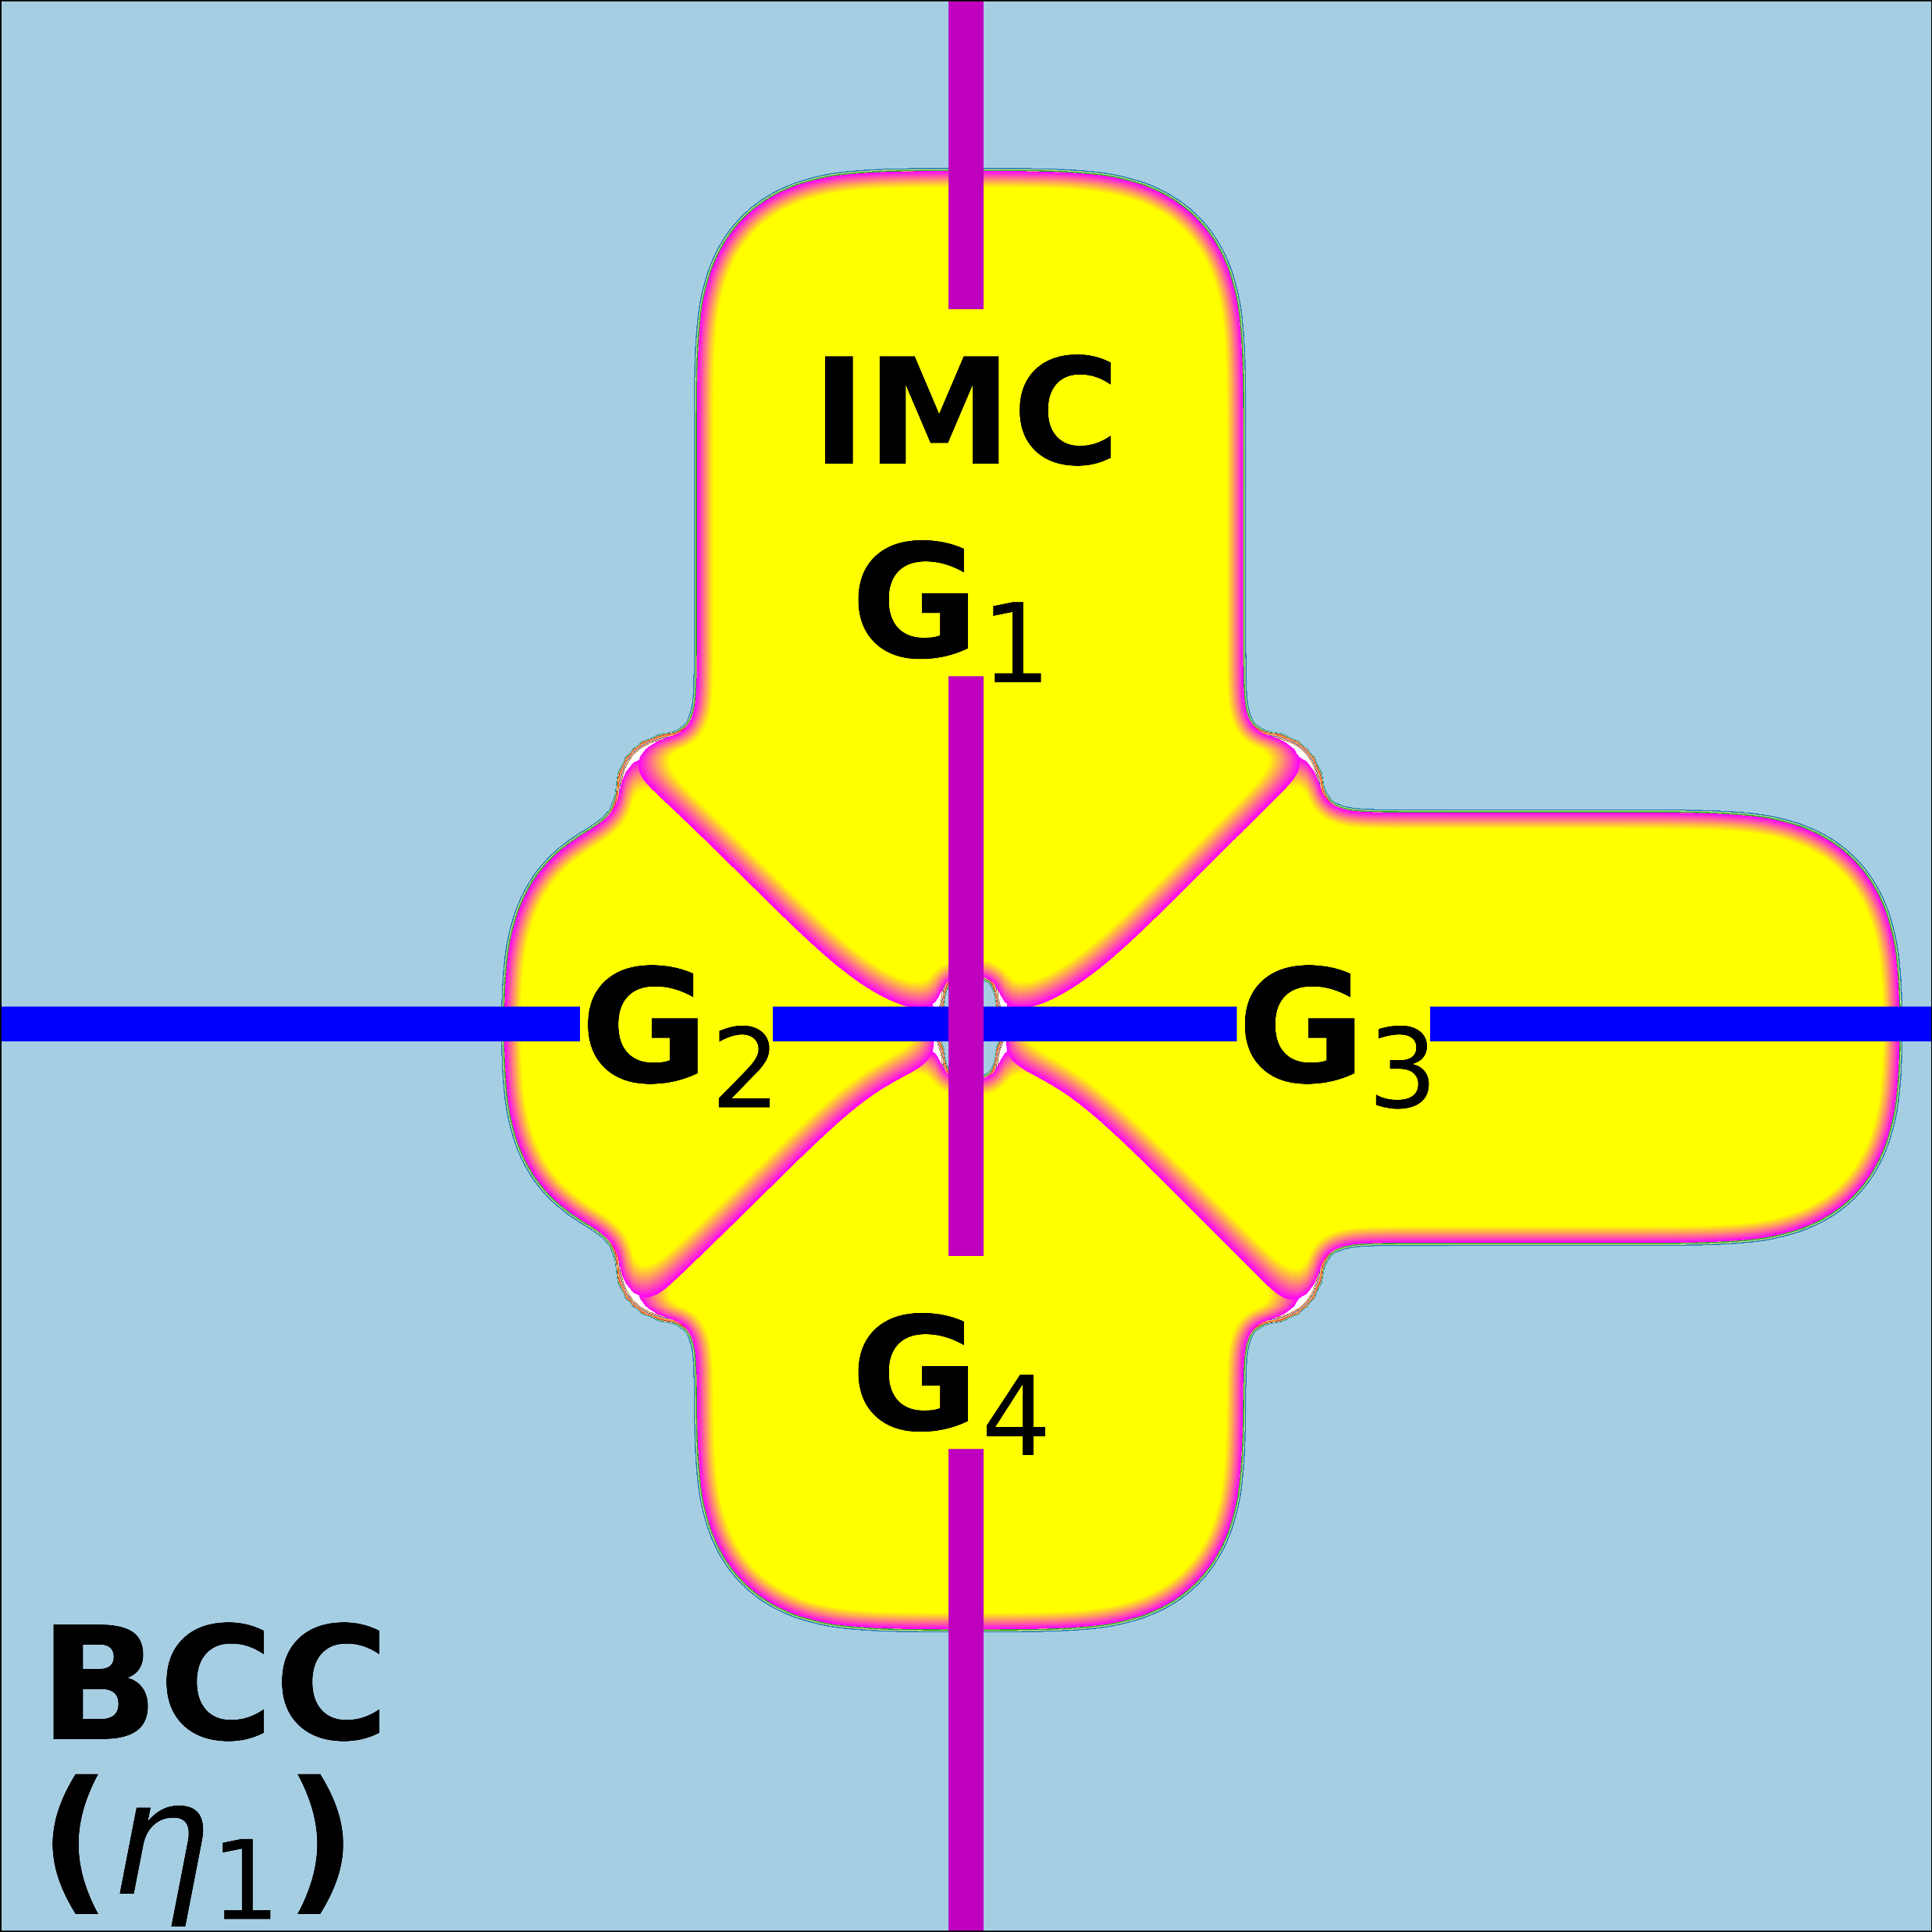 IMC
G₁
G₂ G₃
G₄
BCC
(η₁)